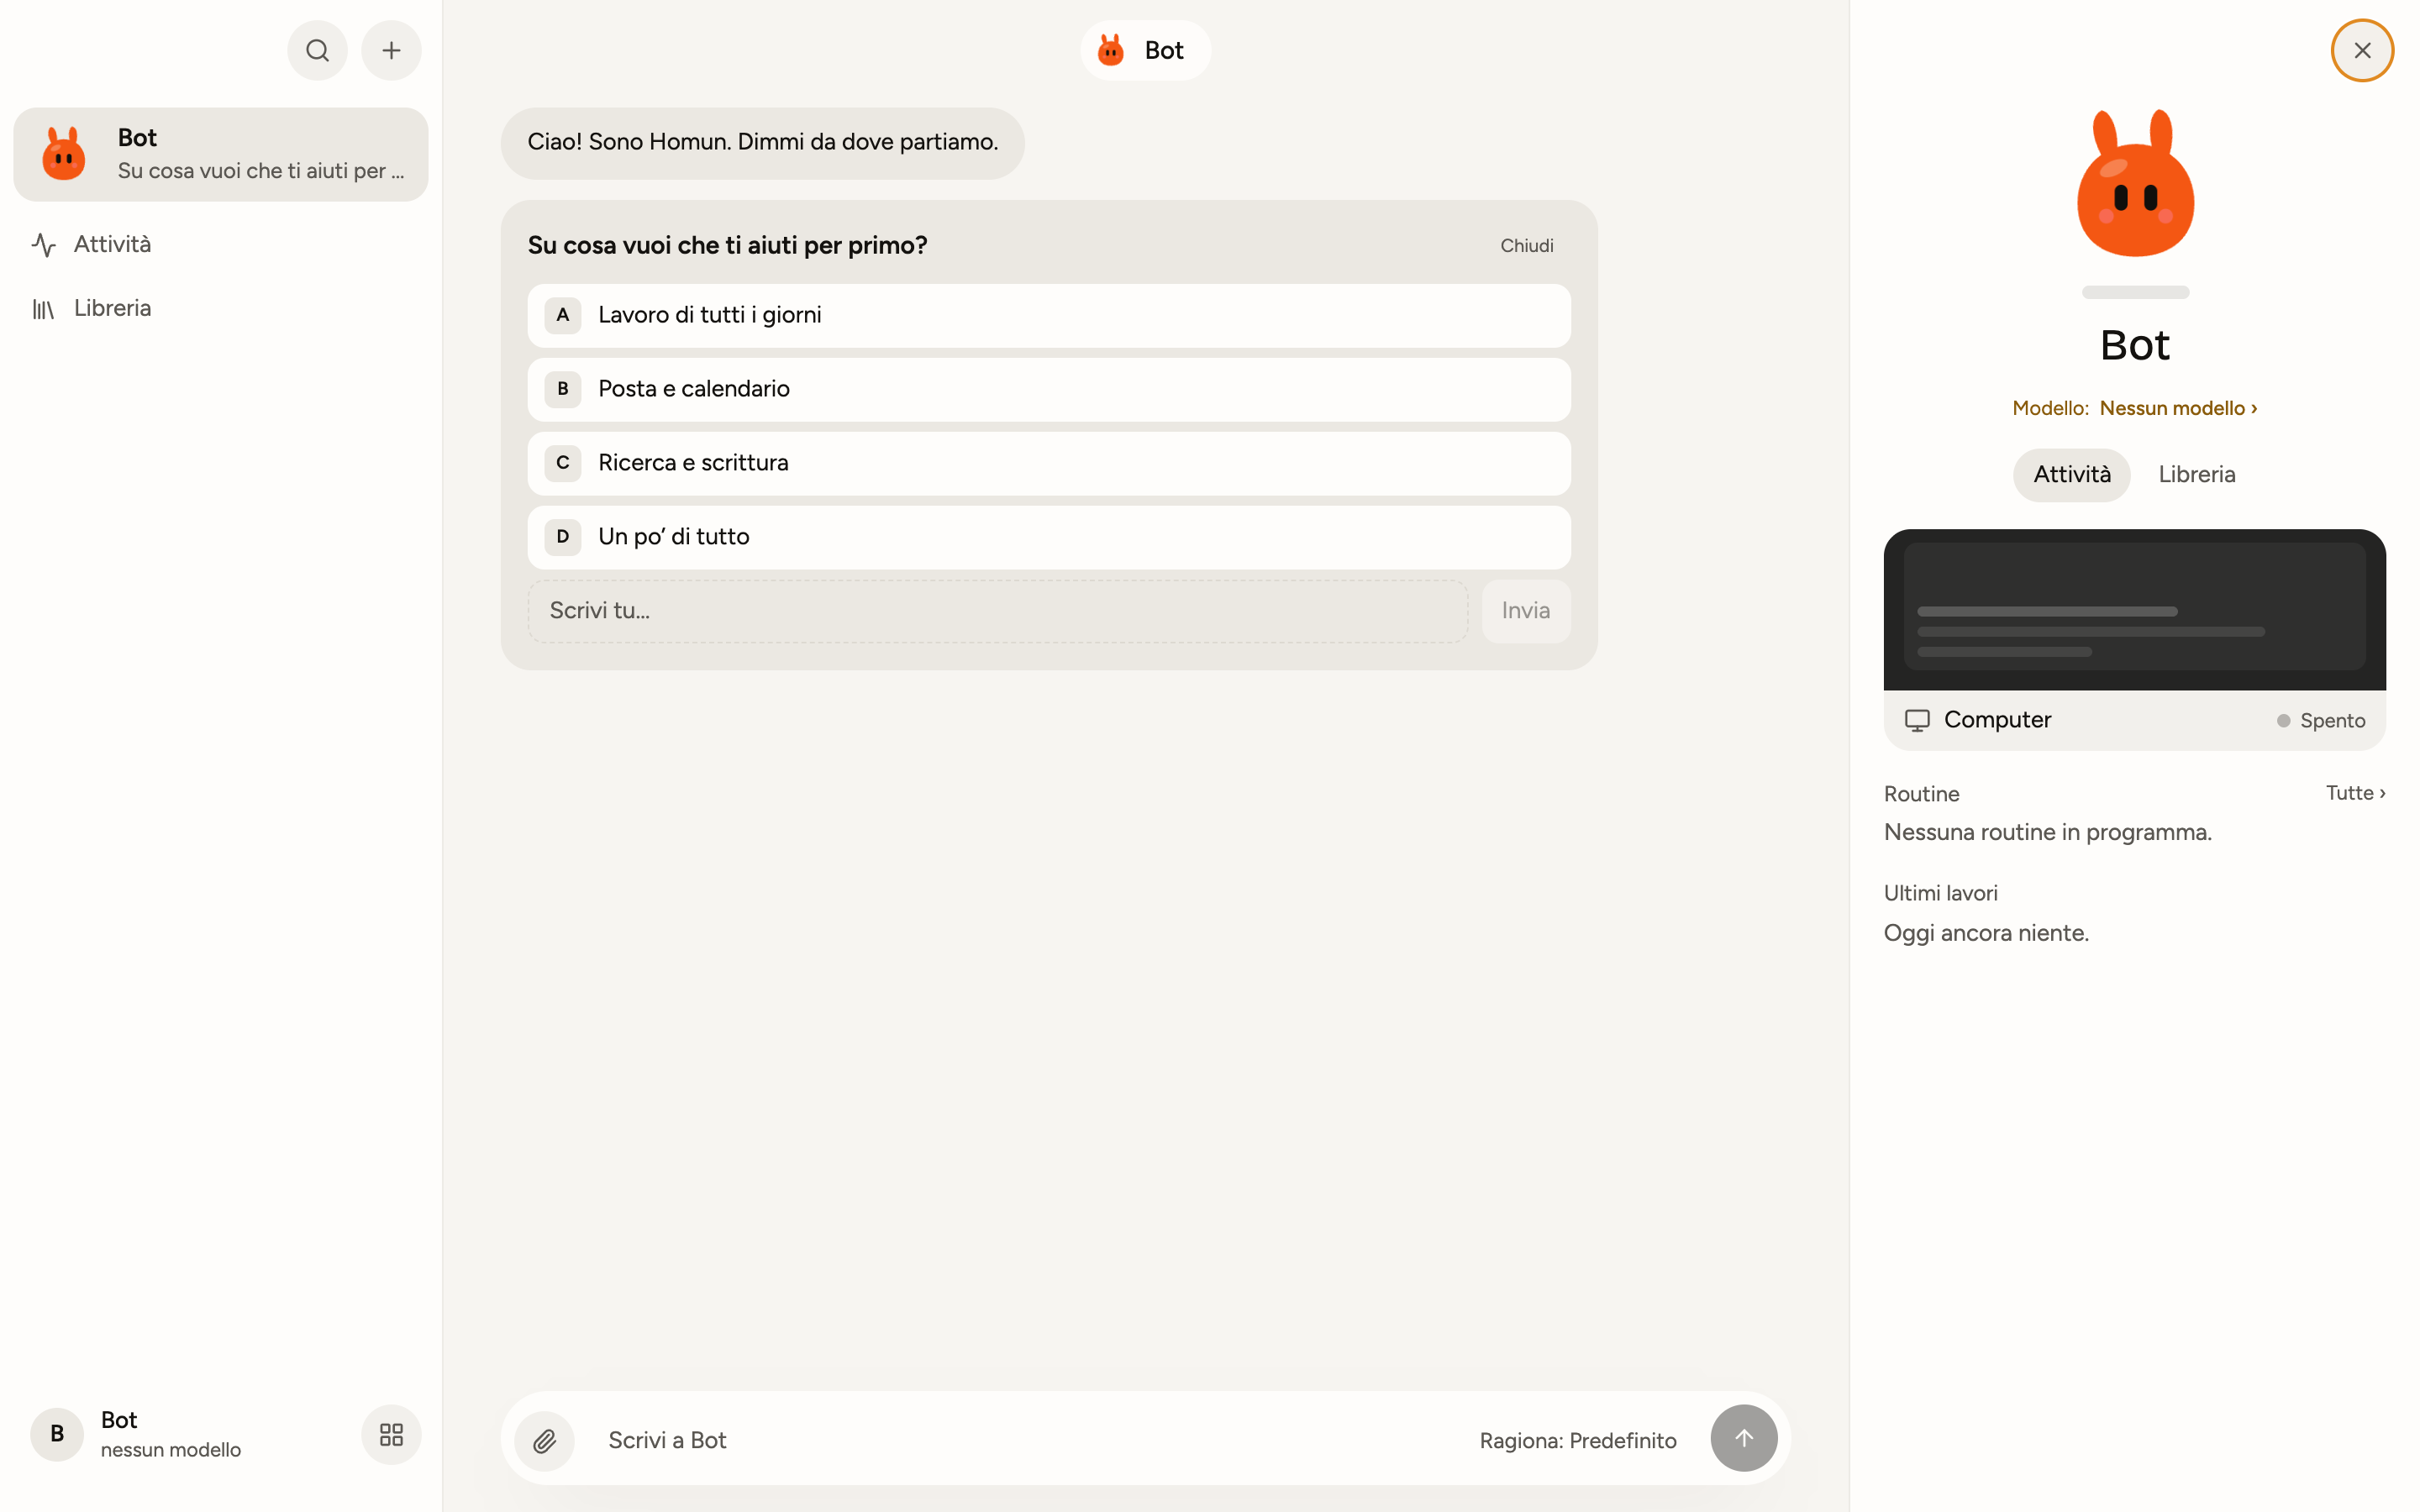 Bot
Su cosa vuoi che ti aiuti per ...
Attività
Libreria
B
Bot
nessun modello
Bot
Ciao! Sono Homun. Dimmi da dove partiamo.
Su cosa vuoi che ti aiuti per primo?
Chiudi
A Lavoro di tutti i giorni
B Posta e calendario
C Ricerca e scrittura
D Un po’ di tutto
Scrivi tu...
Invia
Scrivi a Bot
Ragiona: Predefinito
Bot
Modello: Nessun modello ›
Attività
Libreria
Computer
Spento
Routine
Tutte ›
Nessuna routine in programma.
Ultimi lavori
Oggi ancora niente.